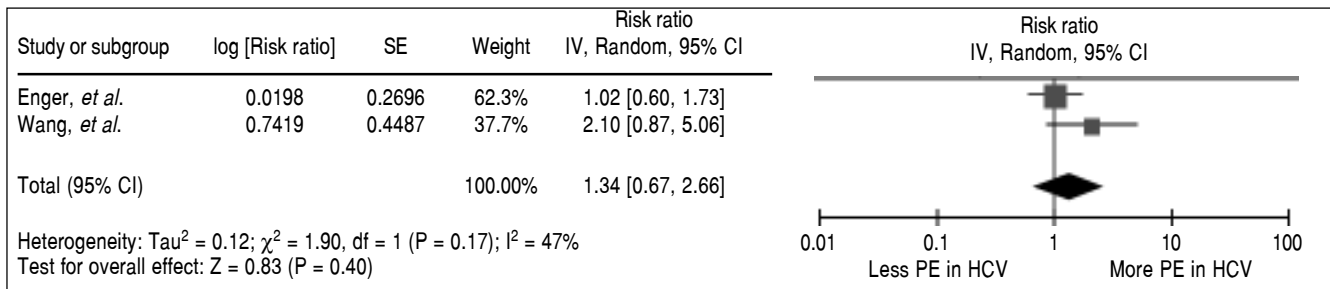 Risk ratio
Study or subgroup log [Risk ratio] SE Weight IV, Random, 95% CI
Enger, et al. 0.0198 0.2696 62.3% 1.02 [0.60, 1.73]
Wang, et al. 0.7419 0.4487 37.7% 2.10 [0.87, 5.06]
Total (95% CI) 100.00% 1.34 [0.67, 2.66]
Heterogeneity: Tau² = 0.12; χ² = 1.90, df = 1 (P = 0.17); I² = 47%
Test for overall effect: Z = 0.83 (P = 0.40)
Risk ratio
IV, Random, 95% CI
0.01 0.1 1 10 100
Less PE in HCV More PE in HCV